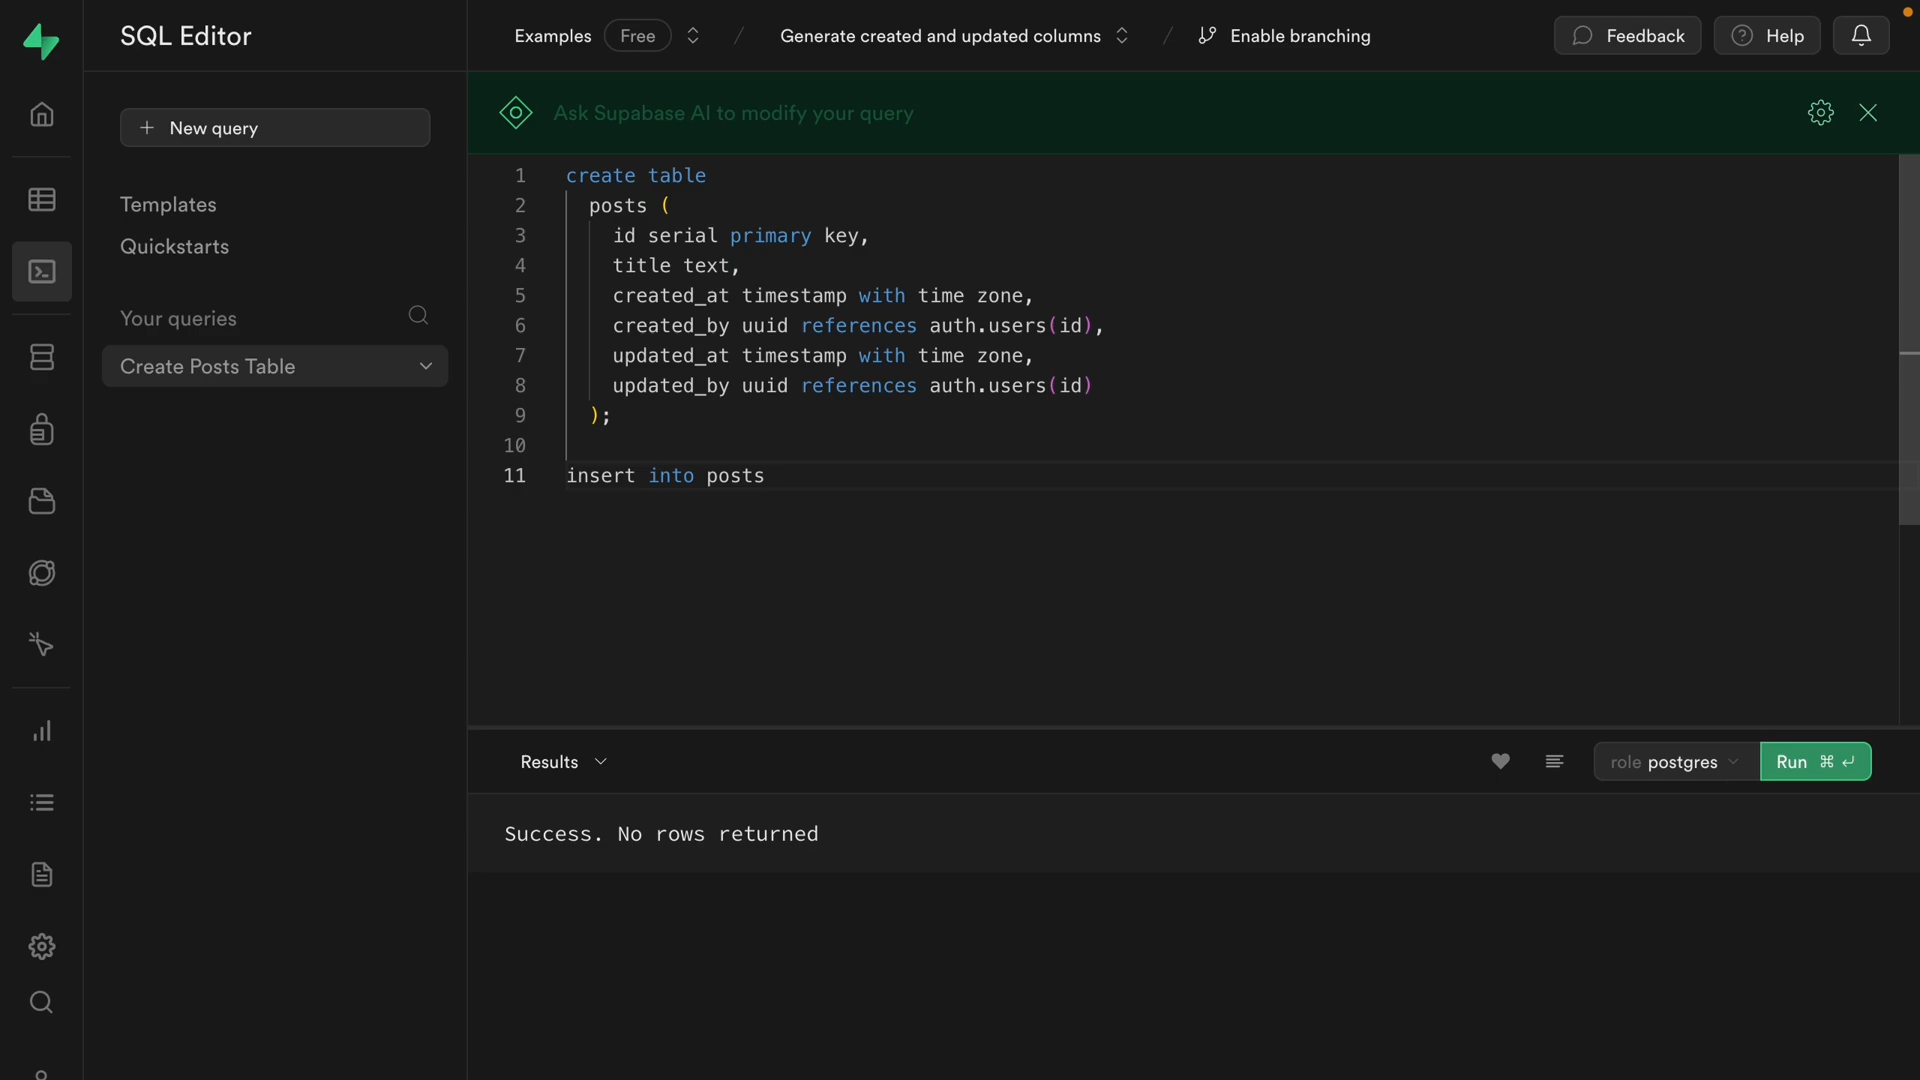 SQL Editor
Examples Free / Generate created and updated columns / Enable branching
Feedback
Help
New query
Templates
Quickstarts
Your queries
Create Posts Table
Ask Supabase AI to modify your query
1 create table
2 posts (
3 id serial primary key,
4 title text,
5 created_at timestamp with time zone,
6 created_by uuid references auth.users(id),
7 updated_at timestamp with time zone,
8 updated_by uuid references auth.users(id)
9 );
10
11 insert into posts
Results
role postgres
Run ⌘ ↵
Success. No rows returned